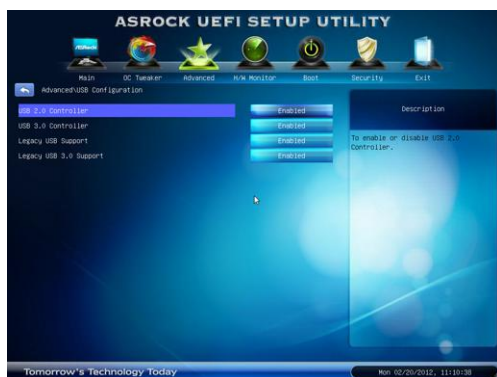 ASROCK UEFI SETUP UTILITY
ASRock
Main OC Tweaker Advanced H/W Monitor Boot Security Exit
Advanced\USB Configuration
USB 2.0 Controller Enabled
USB 3.0 Controller Enabled
Legacy USB Support Enabled
Legacy USB 3.0 Support Enabled
Description
To enable or disable USB 2.0
Controller.
Tomorrow's Technology Today
Mon 02/20/2012, 11:10:38